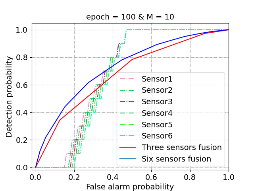 epoch = 100 & M = 10
Detection probability
1.0
0.8
0.6
0.4
0.2
0.0
Sensor1
Sensor2
Sensor3
Sensor4
Sensor5
Sensor6
Three sensors fusion
Six sensors fusion
0.0 0.2 0.4 0.6 0.8 1.0
False alarm probability